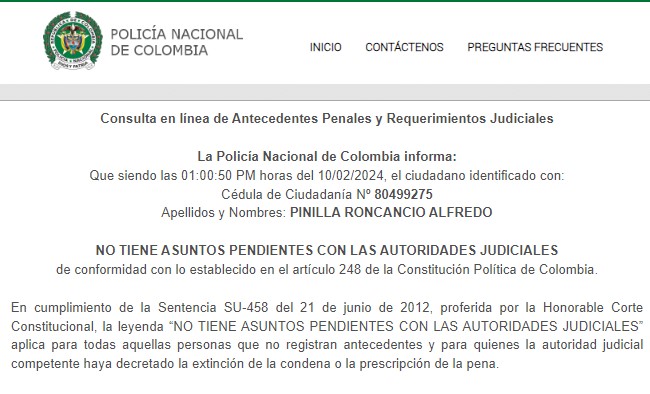 POLICÍA NACIONAL
DE COLOMBIA
INICIO CONTÁCTENOS PREGUNTAS FRECUENTES
Consulta en línea de Antecedentes Penales y Requerimientos Judiciales
La Policía Nacional de Colombia informa:
Que siendo las 01:00:50 PM horas del 10/02/2024, el ciudadano identificado con:
Cédula de Ciudadanía Nº 80499275
Apellidos y Nombres: PINILLA RONCANCIO ALFREDO
NO TIENE ASUNTOS PENDIENTES CON LAS AUTORIDADES JUDICIALES
de conformidad con lo establecido en el artículo 248 de la Constitución Política de Colombia.
En cumplimiento de la Sentencia SU-458 del 21 de junio de 2012, proferida por la Honorable Corte
Constitucional, la leyenda “NO TIENE ASUNTOS PENDIENTES CON LAS AUTORIDADES JUDICIALES”
aplica para todas aquellas personas que no registran antecedentes y para quienes la autoridad judicial
competente haya decretado la extinción de la condena o la prescripción de la pena.